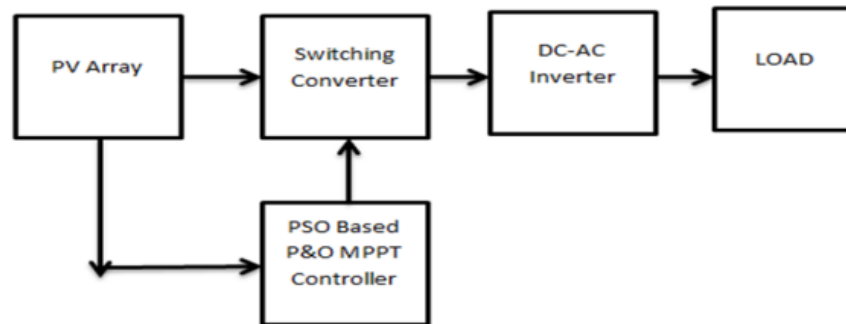 PV Array
Switching
Converter
DC-AC
Inverter
LOAD
PSO Based
P&O MPPT
Controller